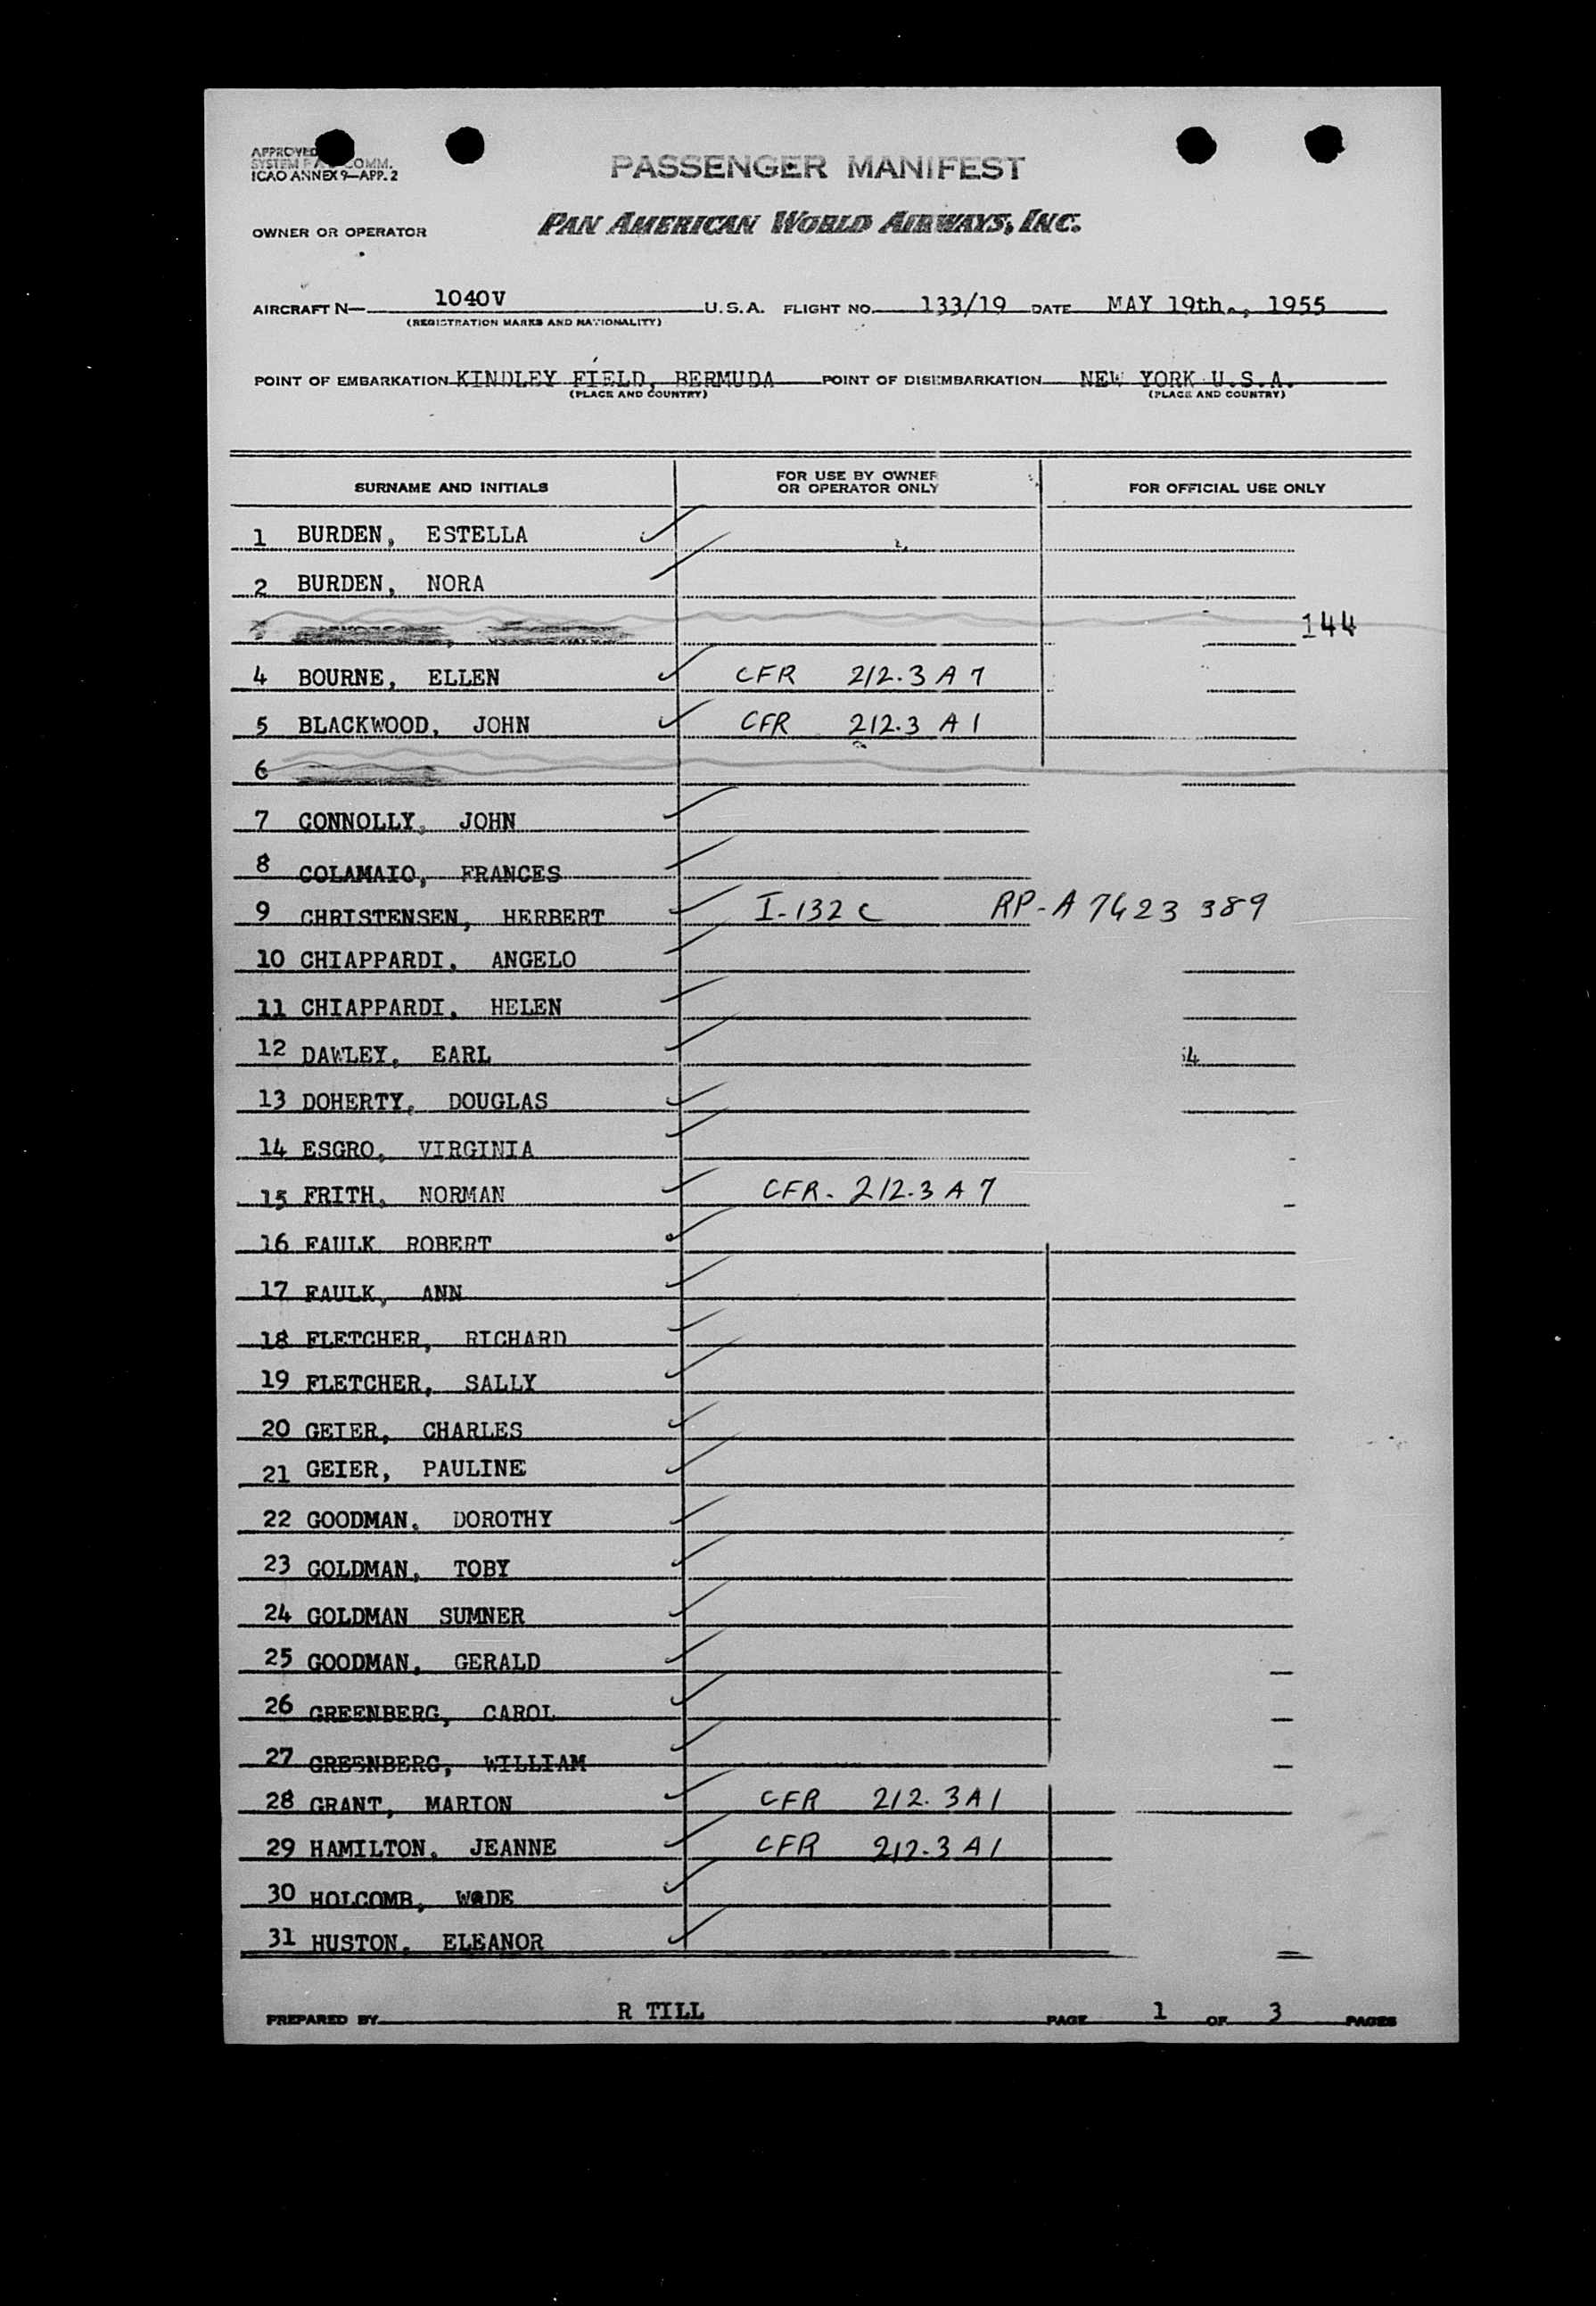 APPROVED
SYSTEM F A COMM.
ICAO ANNEX 9—APP. 2
PASSENGER MANIFEST
OWNER OR OPERATOR PAN AMERICAN WORLD AIRWAYS, INC.
AIRCRAFT N— 1040V U.S.A. FLIGHT NO. 133/19 DATE MAY 19th., 1955
(REGISTRATION MARKS AND NATIONALITY)
POINT OF EMBARKATION KINDLEY FIELD, BERMUDA POINT OF DISEMBARKATION NEW YORK U.S.A.
(PLACE AND COUNTRY) (PLACE AND COUNTRY)
SURNAME AND INITIALS FOR USE BY OWNER OR OPERATOR ONLY FOR OFFICIAL USE ONLY
1 BURDEN, ESTELLA
2 BURDEN, NORA
144
4 BOURNE, ELLEN CFR 212.3 A 7
5 BLACKWOOD, JOHN CFR 212.3 A 1
6
7 CONNOLLY, JOHN
8 COLAMAIO, FRANCES
9 CHRISTENSEN, HERBERT I-132 C RP-A 7423 389
10 CHIAPPARDI, ANGELO
11 CHIAPPARDI, HELEN
12 DAWLEY, EARL 4
13 DOHERTY, DOUGLAS
14 ESGRO, VIRGINIA
15 FRITH, NORMAN CFR. 212.3 A 7
16 FAULK ROBERT
17 FAULK, ANN
18 FLETCHER, RICHARD
19 FLETCHER, SALLY
20 GEIER, CHARLES
21 GEIER, PAULINE
22 GOODMAN, DOROTHY
23 GOLDMAN, TOBY
24 GOLDMAN SUMNER
25 GOODMAN, GERALD
26 GREENBERG, CAROL
27 GREENBERG, WILLIAM
28 GRANT, MARION CFR 212.3 A 1
29 HAMILTON, JEANNE CFR 212.3 A 1
30 HOLCOMB, WADE
31 HUSTON, ELEANOR
PREPARED BY R TILL PAGE 1 OF 3 PAGES